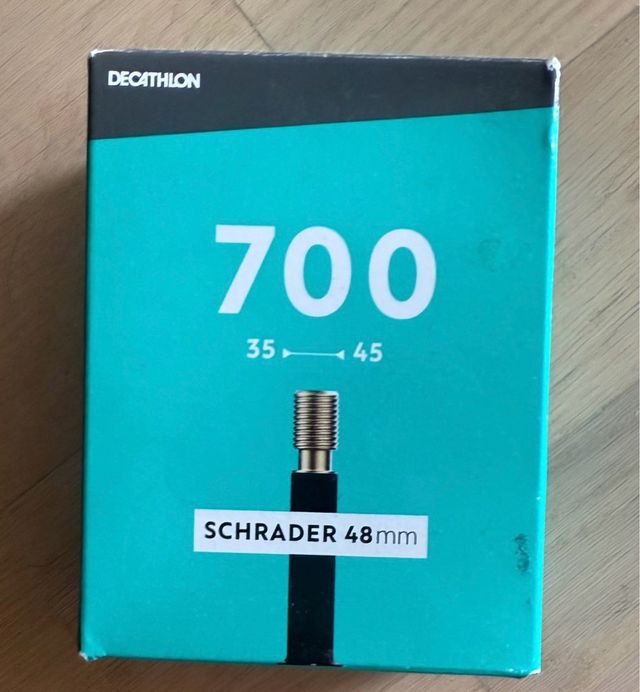 DECATHLON
700
35 45
SCHRADER 48mm